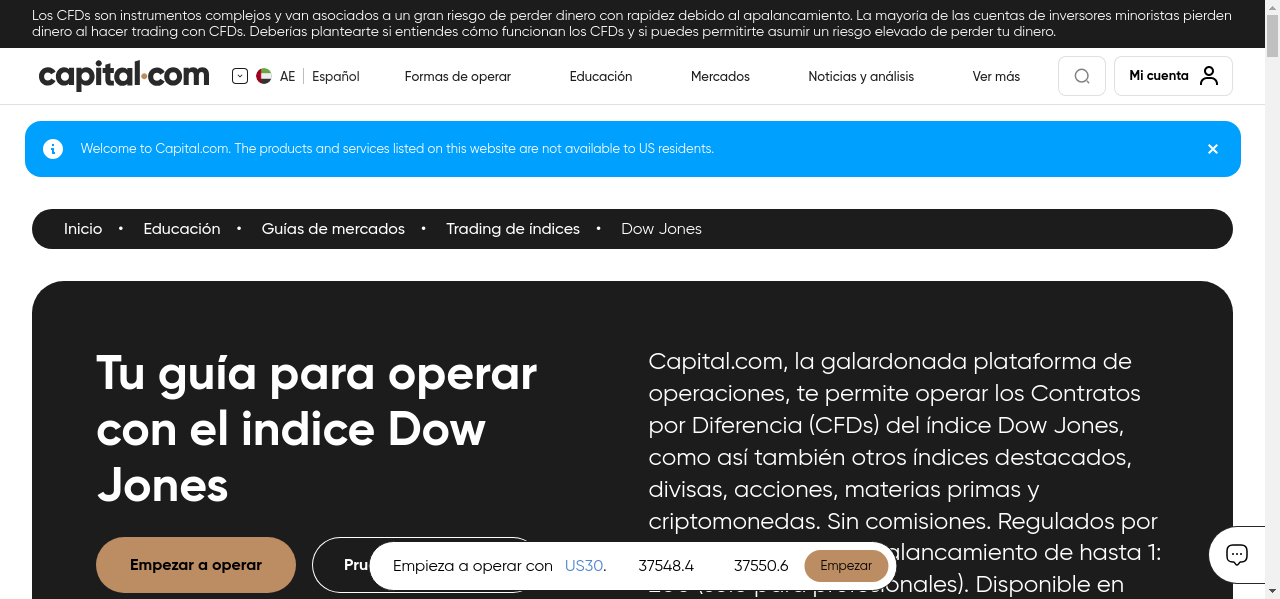 Los CFDs son instrumentos complejos y van asociados a un gran riesgo de perder dinero con rapidez debido al apalancamiento. La mayoría de las cuentas de inversores minoristas pierden
dinero al hacer trading con CFDs. Deberías plantearte si entiendes cómo funcionan los CFDs y si puedes permitirte asumir un riesgo elevado de perder tu dinero.
capital.com
AE
Español
Formas de operar
Educación
Mercados
Noticias y análisis
Ver más
Mi cuenta
Welcome to Capital.com. The products and services listed on this website are not available to US residents.
Inicio • Educación • Guías de mercados • Trading de índices • Dow Jones
Tu guía para operar
con el indice Dow
Jones
Empezar a operar
Capital.com, la galardonada plataforma de
operaciones, te permite operar los Contratos
por Diferencia (CFDs) del índice Dow Jones,
como así también otros índices destacados,
divisas, acciones, materias primas y
criptomonedas. Sin comisiones. Regulados por
alancamiento de hasta 1:
Disponible en
Empieza a operar con US30. 37548.4 37550.6 Empezar